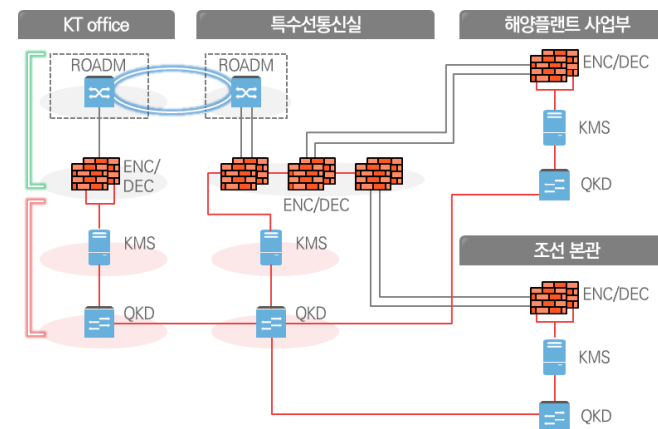 KT office
특수선통신실
해양플랜트 사업부
ROADM
ROADM
ENC/DEC
KMS
QKD
ENC/
DEC
ENC/DEC
KMS
KMS
QKD
QKD
조선 본관
ENC/DEC
KMS
QKD